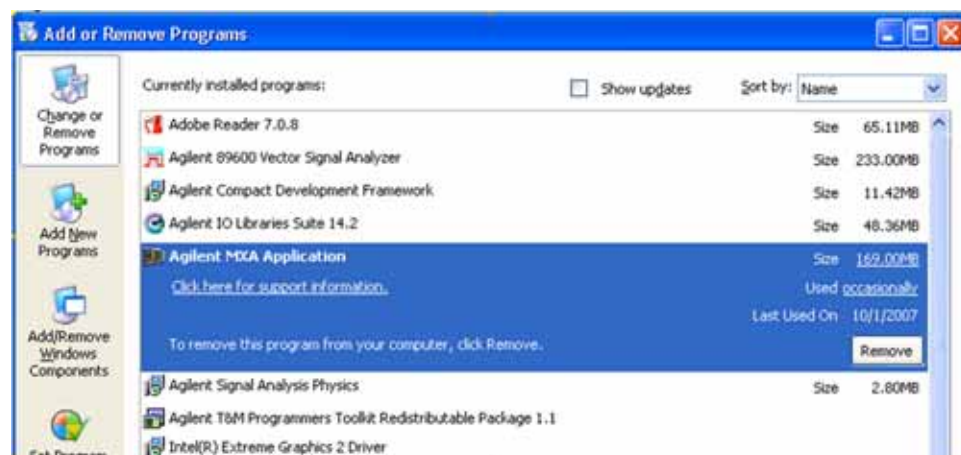 Add or Remove Programs
Change or
Remove
Programs
Add New
Programs
Add/Remove
Windows
Components
Set Program
Currently installed programs:
Show updates
Sort by: Name
Adobe Reader 7.0.8 Size 65.11MB
Agilent 89600 Vector Signal Analyzer Size 233.00MB
Agilent Compact Development Framework Size 11.42MB
Agilent IO Libraries Suite 14.2 Size 48.36MB
Agilent MXA Application Size 169.00MB
Click here for support information. Used occasionally
Last Used On 10/1/2007
To remove this program from your computer, click Remove. Remove
Agilent Signal Analysis Physics Size 2.80MB
Agilent T&M Programmers Toolkit Redistributable Package 1.1
Intel(R) Extreme Graphics 2 Driver